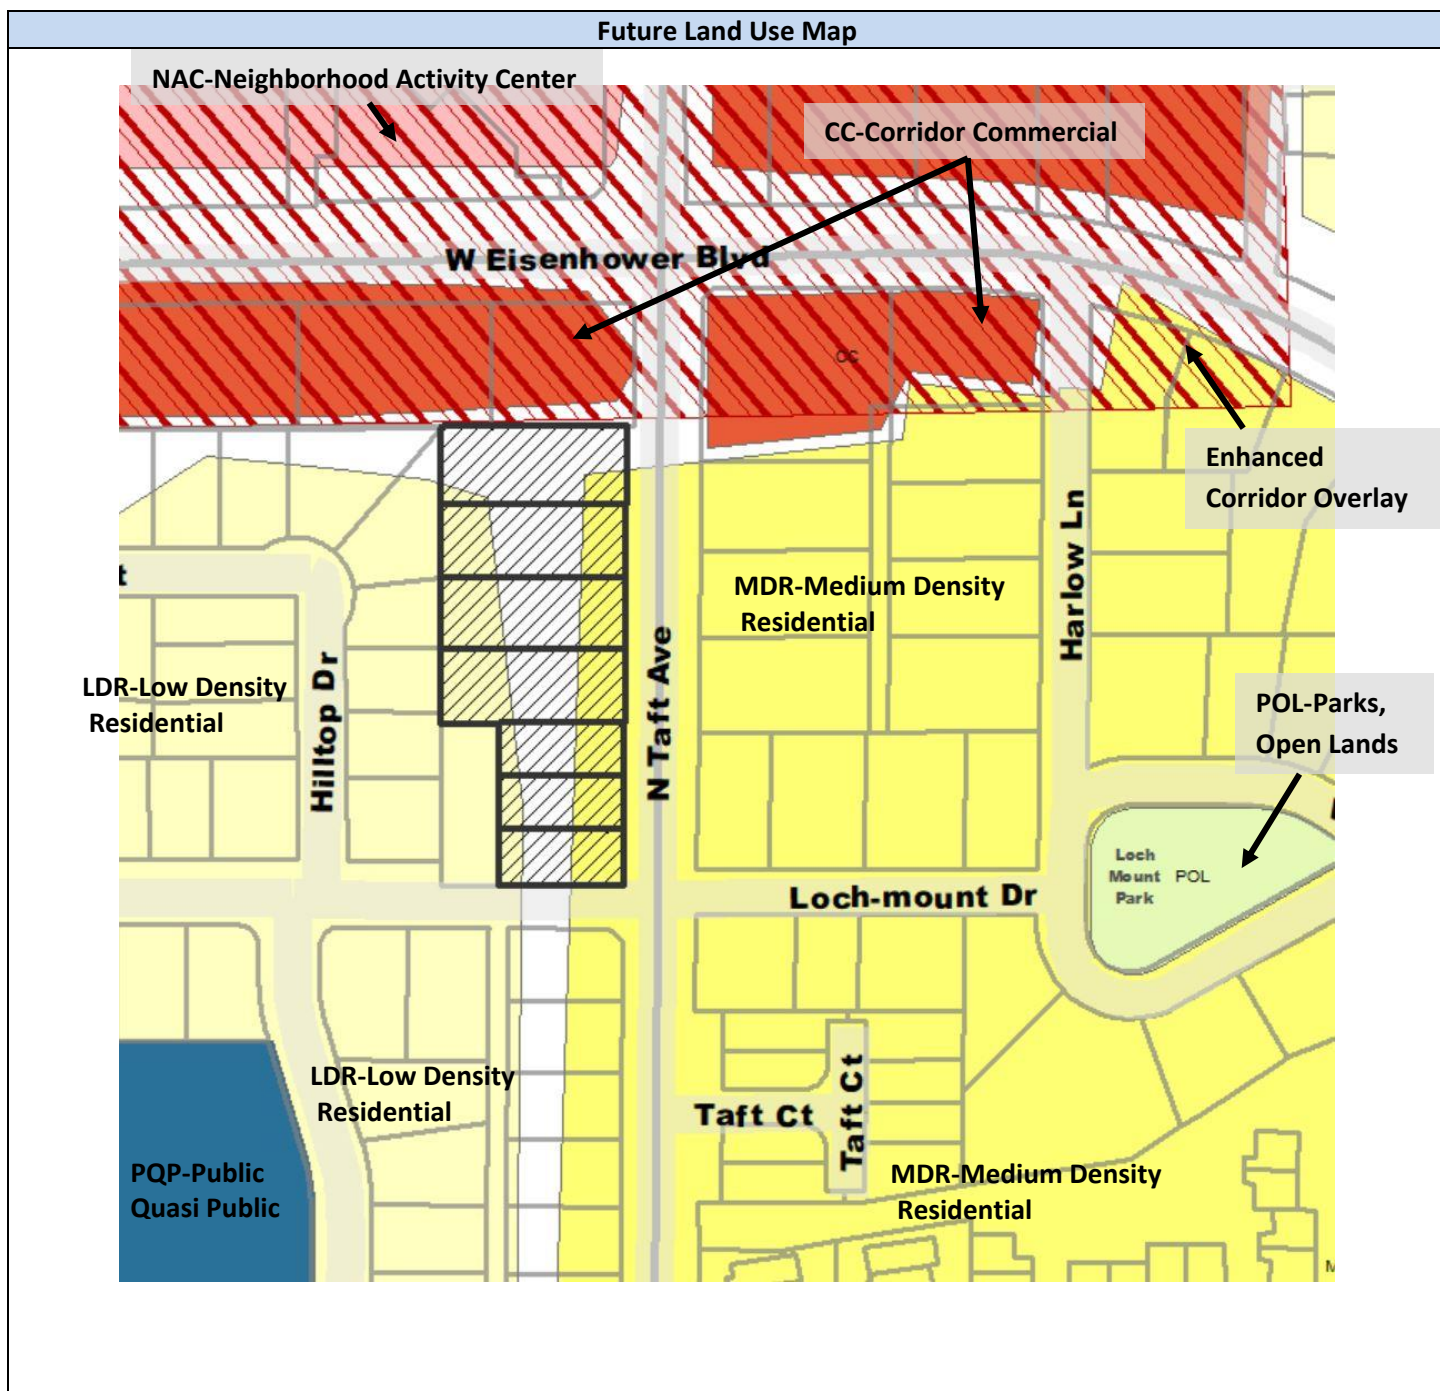 Future Land Use Map
NAC-Neighborhood Activity Center
CC-Corridor Commercial
W Eisenhower Blvd
CC
Enhanced
Corridor Overlay
t
MDR-Medium Density
Residential
Harlow Ln
LDR-Low Density
Residential
Hilltop Dr
N Taft Ave
POL-Parks,
Open Lands
Loch
Mount
Park
POL
Loch-mount Dr
LDR-Low Density
Residential
Taft Ct
Taft Ct
PQP-Public
Quasi Public
MDR-Medium Density
Residential